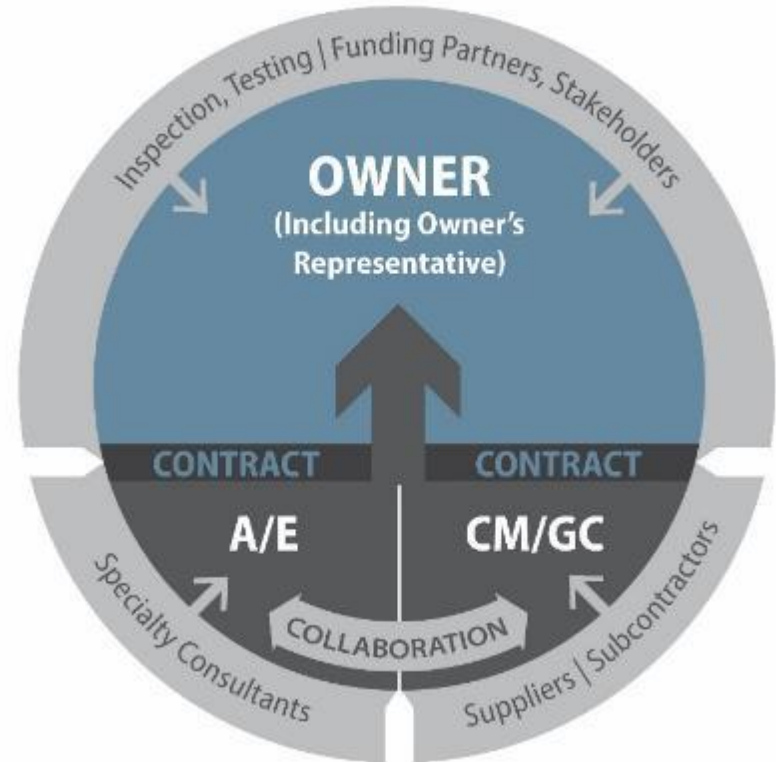 Inspection, Testing | Funding Partners, Stakeholders
OWNER
(Including Owner's
Representative)
CONTRACT
CONTRACT
A/E
CM/GC
COLLABORATION
Specialty Consultants
Suppliers | Subcontractors